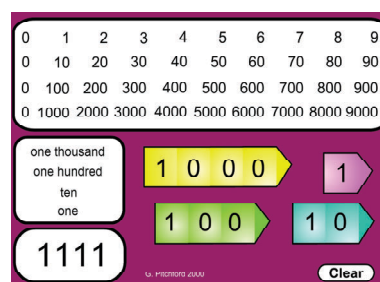 0 1 2 3 4 5 6 7 8 9
0 10 20 30 40 50 60 70 80 90
0 100 200 300 400 500 600 700 800 900
0 1000 2000 3000 4000 5000 6000 7000 8000 9000
one thousand
one hundred
ten
one
1 0 0 0
1
1 0 0
1 0
1111
G. Pitchford 2000
Clear